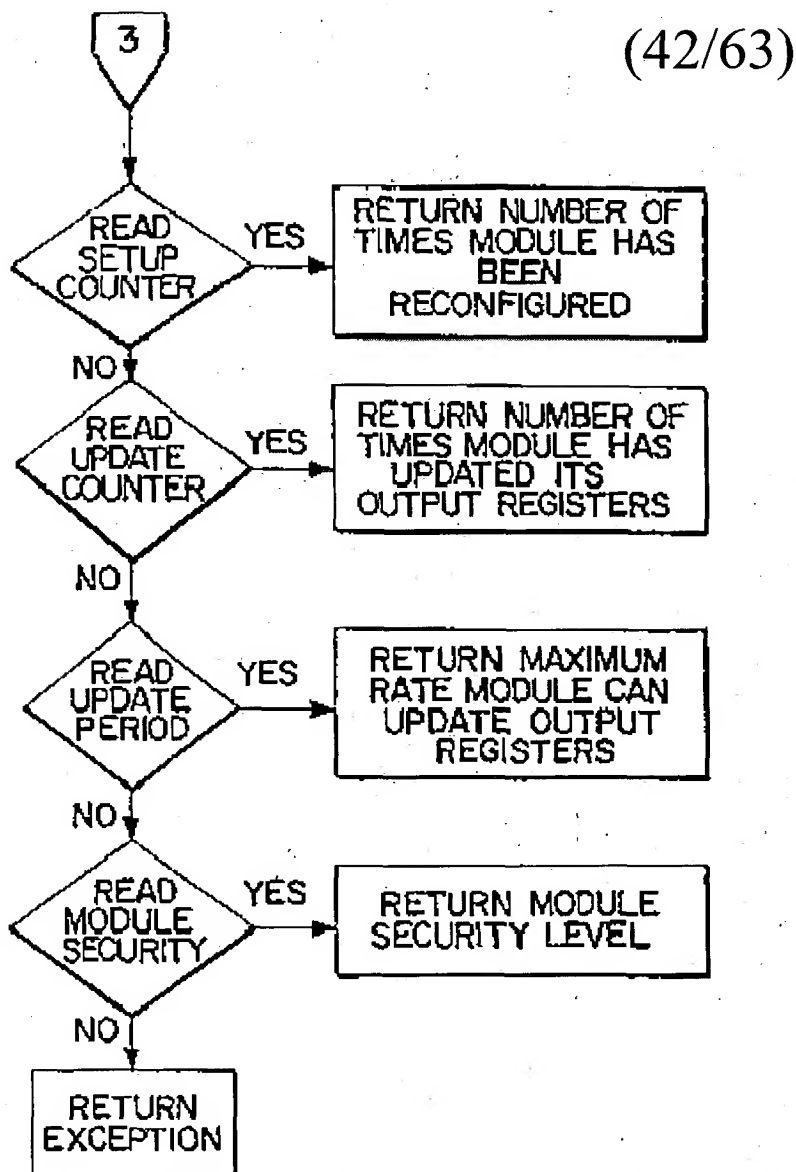 3
(42/63)
READ
SETUP
COUNTER
YES
RETURN NUMBER OF
TIMES MODULE HAS
BEEN
RECONFIGURED
NO
READ
UPDATE
COUNTER
YES
RETURN NUMBER OF
TIMES MODULE HAS
UPDATED ITS
OUTPUT REGISTERS
NO
READ
UPDATE
PERIOD
YES
RETURN MAXIMUM
RATE MODULE CAN
UPDATE OUTPUT
REGISTERS
NO
READ
MODULE
SECURITY
YES
RETURN MODULE
SECURITY LEVEL
NO
RETURN
EXCEPTION